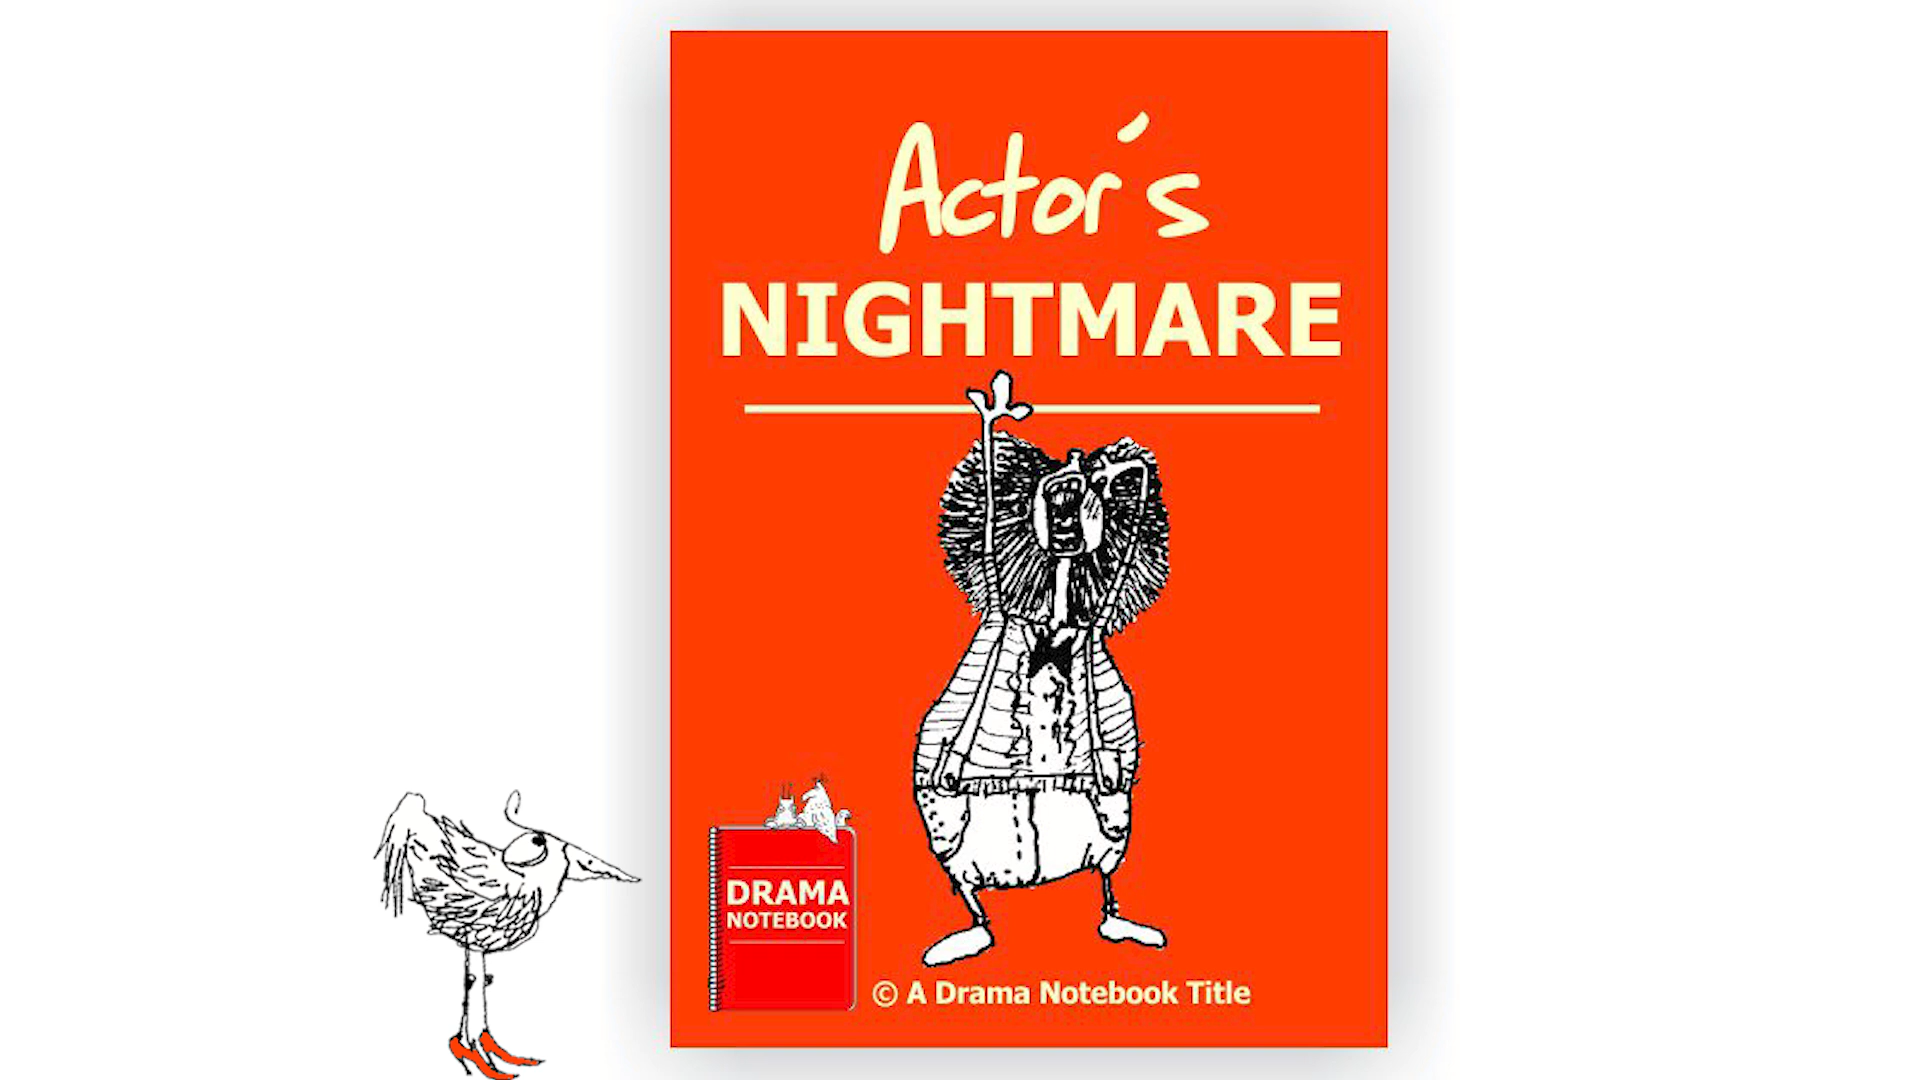 Actor's
NIGHTMARE
DRAMA
NOTEBOOK
© A Drama Notebook Title